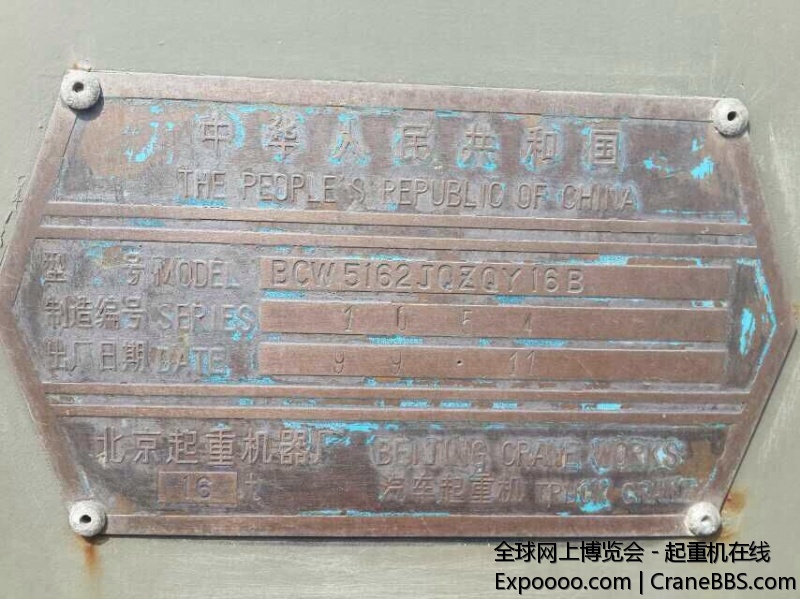 中华人民共和国
THE PEOPLE'S REPUBLIC OF CHINA
型 号 MODEL BCW5162JQZQY16B
制造编号 SERIES
出厂日期 DATE 99.11
北京起重机器厂 BEIJING CRANE WORKS
16 吨 汽车起重机 TRUCK CRANE
全球网上博览会 - 起重机在线
Expoooo.com | CraneBBS.com